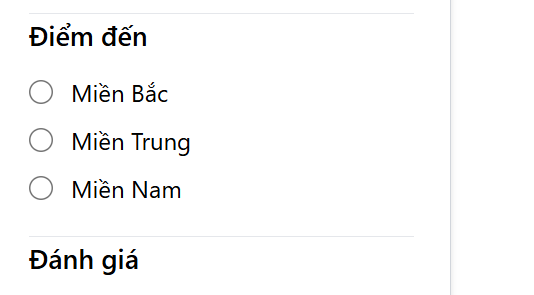 Điểm đến
Miền Bắc
Miền Trung
Miền Nam
Đánh giá